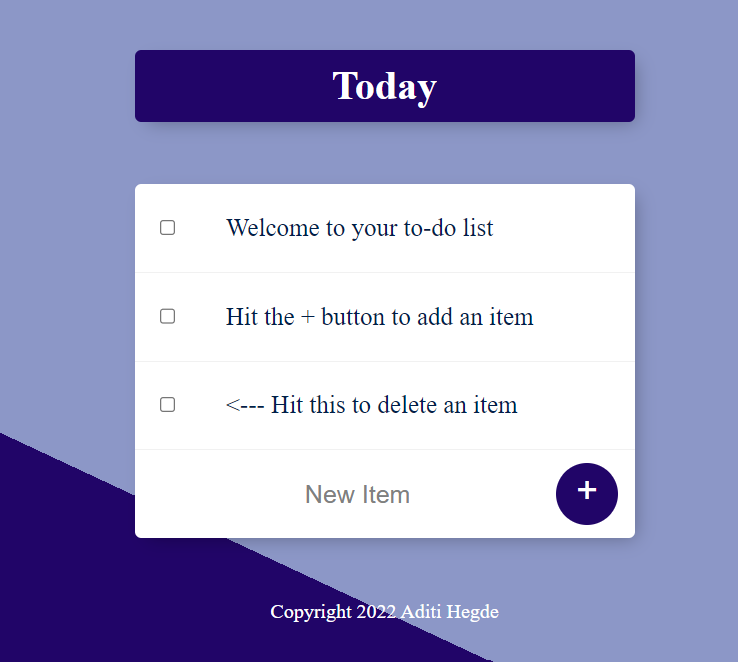 Today
Welcome to your to-do list
Hit the + button to add an item
<--- Hit this to delete an item
New Item
+
Copyright 2022 Aditi Hegde